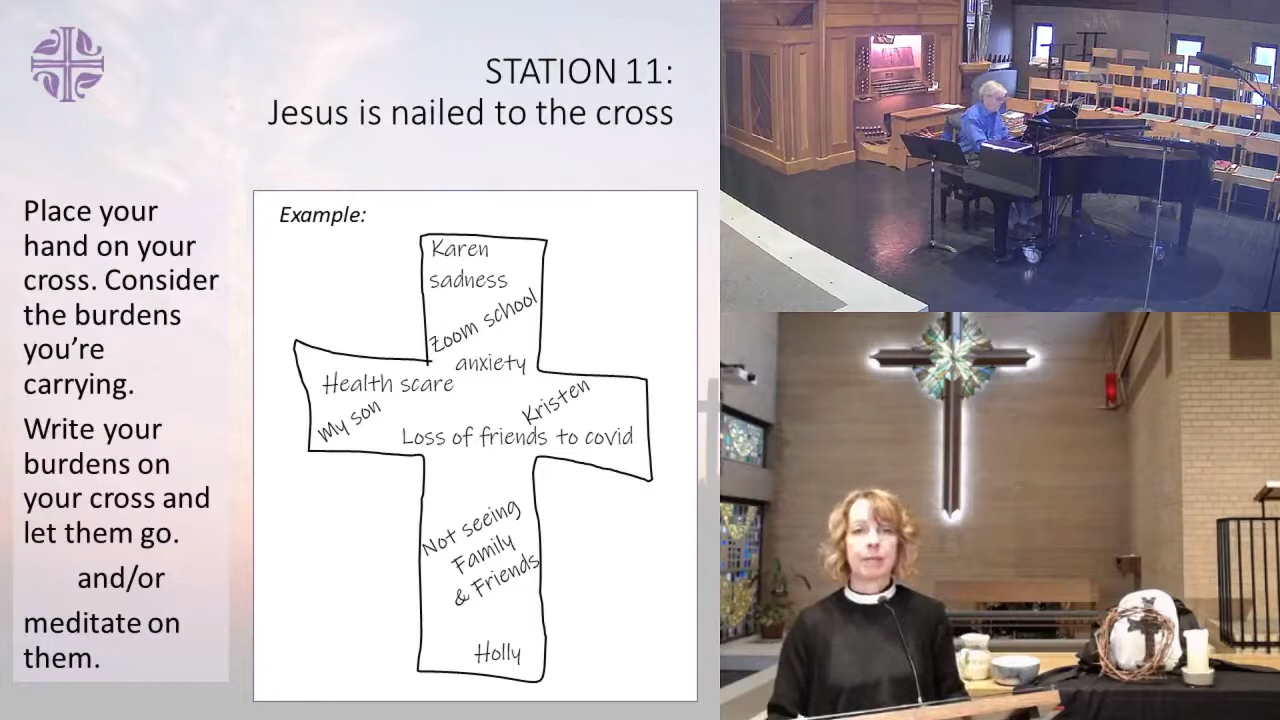 STATION 11:
Jesus is nailed to the cross
Place your
hand on your
cross. Consider
the burdens
you’re
carrying.
Write your
burdens on
your cross and
let them go.
and/or
meditate on
them.
Example:
Karen
sadness
Zoom school
anxiety
Health scare
My son
Kristen
Loss of friends to covid
Not seeing
Family
& Friends
Holly